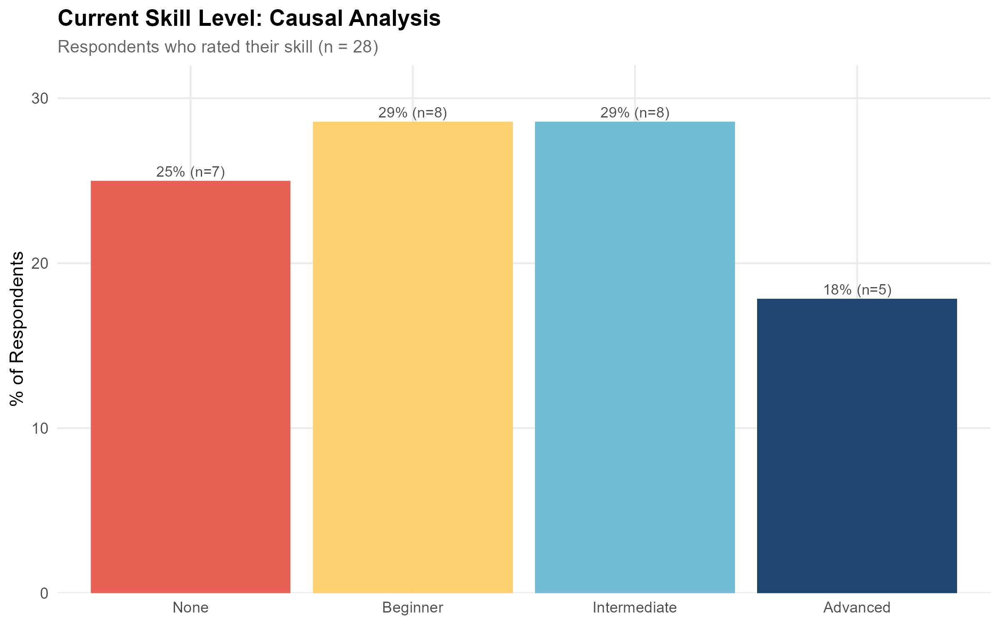 Current Skill Level: Causal Analysis
Respondents who rated their skill (n = 28)
% of Respondents
30
20
10
0
25% (n=7)
29% (n=8)
29% (n=8)
18% (n=5)
None
Beginner
Intermediate
Advanced